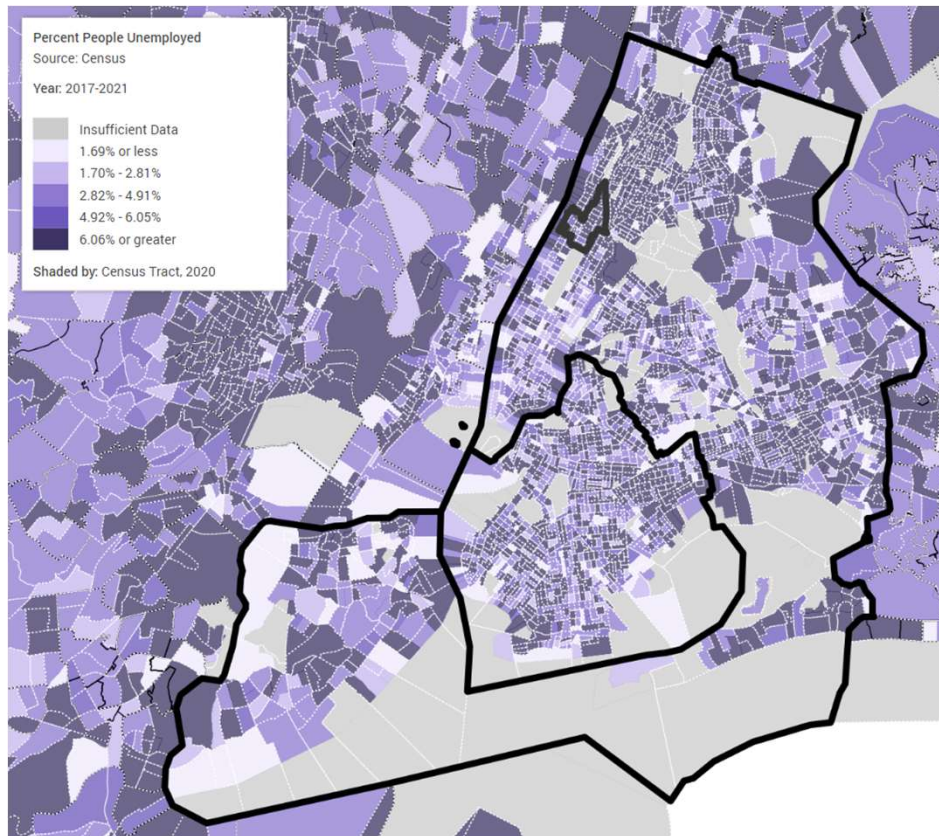 Percent People Unemployed
Source: Census
Year: 2017-2021
Insufficient Data
1.69% or less
1.70% - 2.81%
2.82% - 4.91%
4.92% - 6.05%
6.06% or greater
Shaded by: Census Tract, 2020